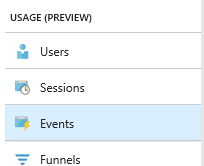 USAGE (PREVIEW)
Users
Sessions
Events
Funnels